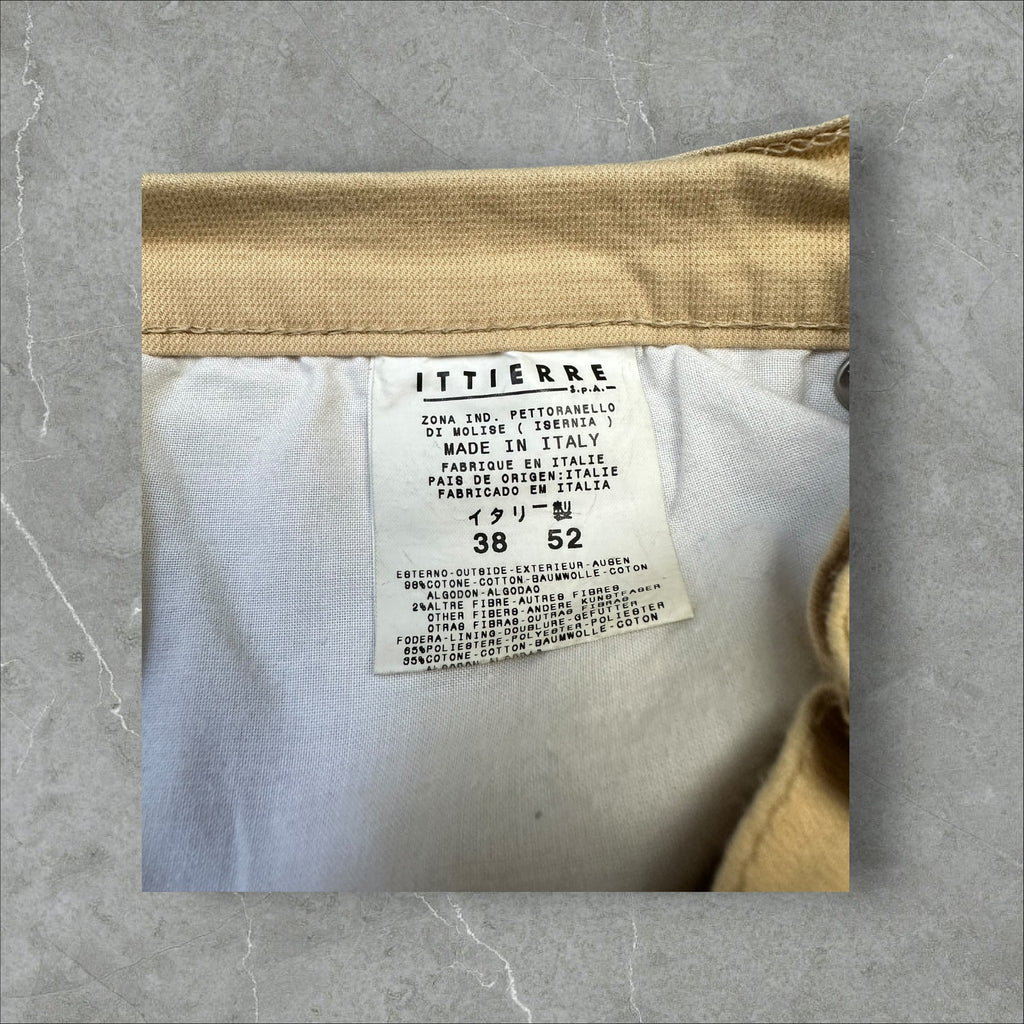 ITTIERRE
S.p.A.
ZONA IND. PETTORANELLO
DI MOLISE ( ISERNIA )
MADE IN ITALY
FABRIQUE EN ITALIE
PAIS DE ORIGEN:ITALIE
FABRICADO EM ITALIA
イタリー製
38 52
ESTERNO-OUTSIDE-EXTERIEUR-AUSEN
98%COTONE-COTTON-BAUMWOLLE-COTON
ALGODON-ALGODAO
2%ALTRE FIBRE-AUTRES FIBRES
OTHER FIBERS-ANDERE KUNSTFASER
OTRAS FIBRAS-OUTRAS FIBRAS
FODERA-LINING-DOUBLURE-GEFUTTER
65%POLIESTERE-POLYESTER-POLIESTER
35%COTONE-COTTON-BAUMWOLLE-COTON